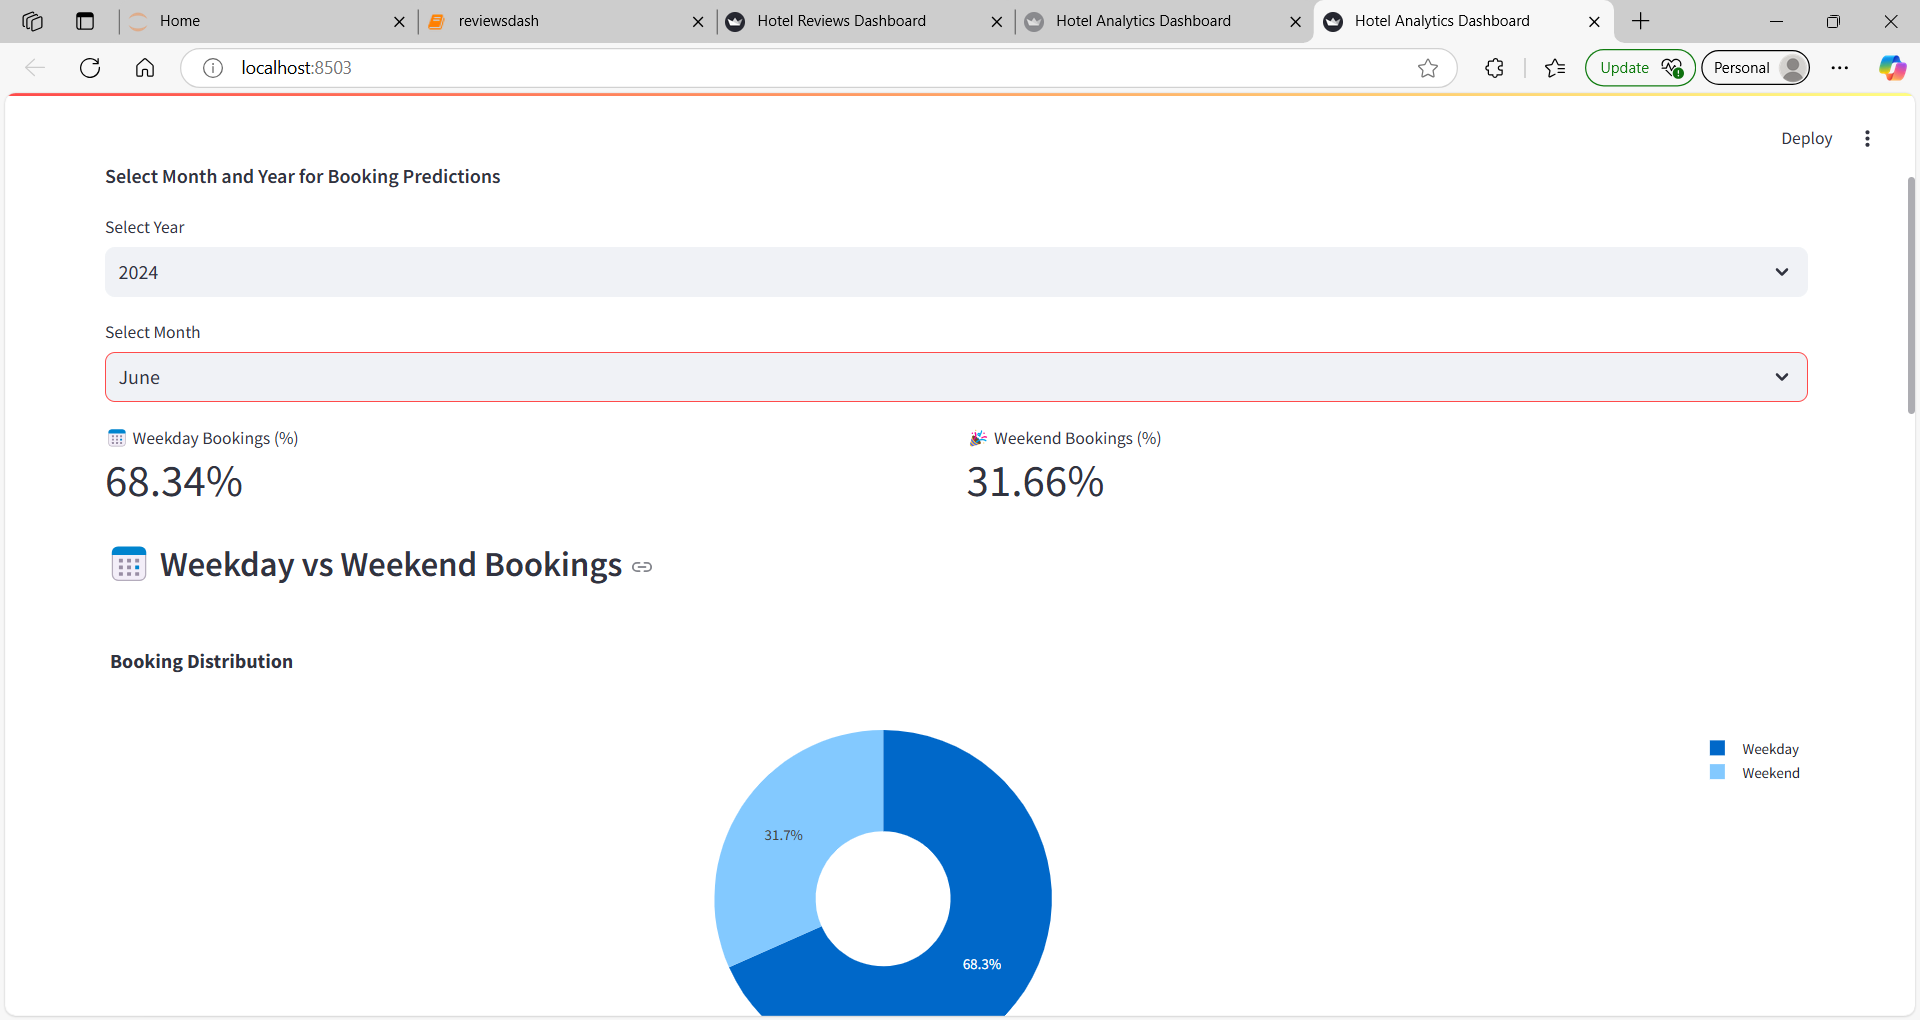 Home
reviewsdash
Hotel Reviews Dashboard
Hotel Analytics Dashboard
Hotel Analytics Dashboard
localhost:8503
Update
Personal
Deploy
Select Month and Year for Booking Predictions
Select Year
2024
Select Month
June
Weekday Bookings (%)
68.34%
Weekend Bookings (%)
31.66%
Weekday vs Weekend Bookings
Booking Distribution
Weekday
Weekend
31.7%
68.3%